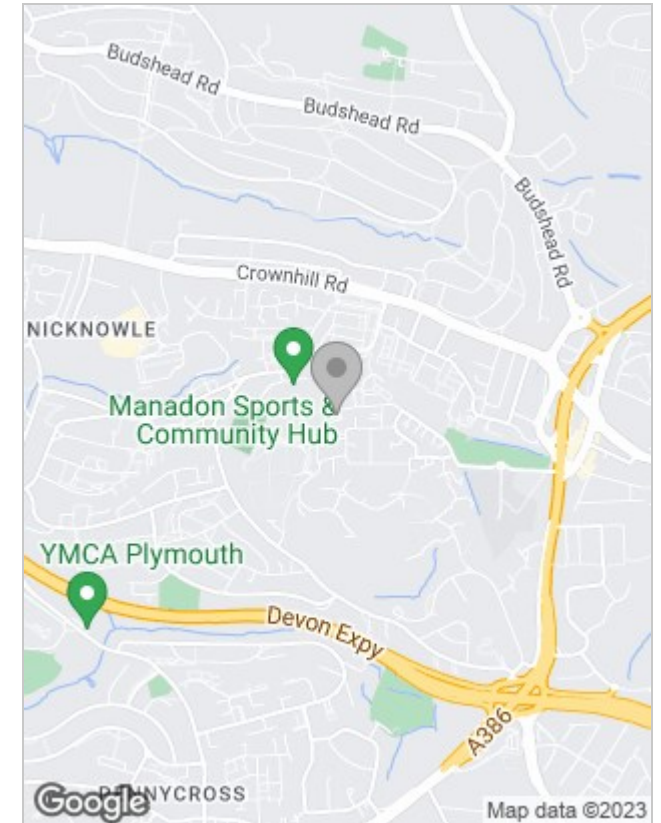 Budshead Rd
Budshead Rd
Budshead Rd
Crownhill Rd
NICKNOWLE
Manadon Sports &
Community Hub
YMCA Plymouth
Devon Expy
A386
NNYCROSS
Google
Map data ©2023